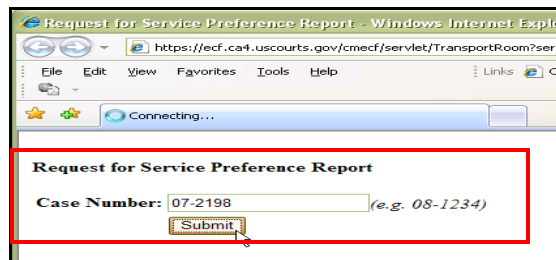 Request for Service Preference Report - Windows Internet Expl
https://ecf.ca4.uscourts.gov/cmecf/servlet/TransportRoom?ser
File Edit View Favorites Tools Help Links
Connecting...
Request for Service Preference Report
Case Number: 07-2198 (e.g. 08-1234)
Submit